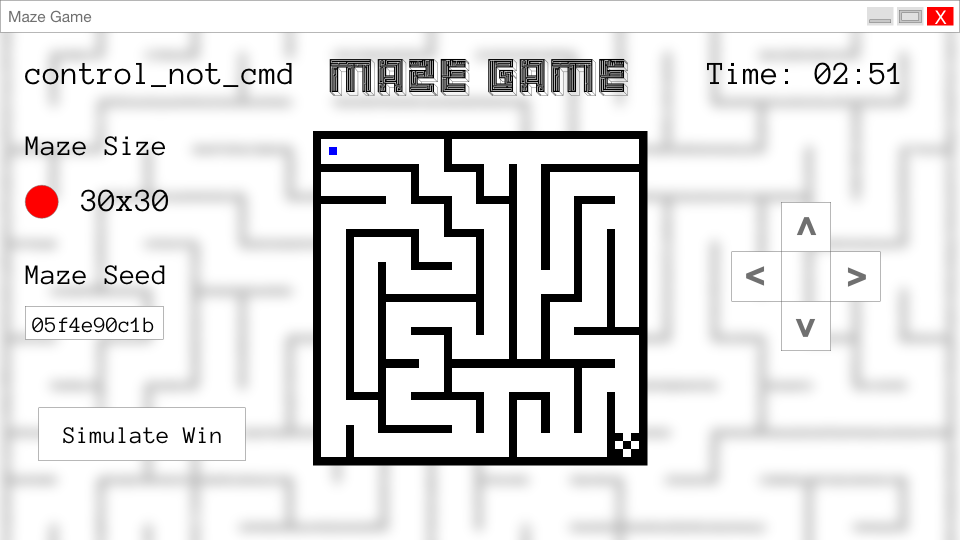 Maze Game
X
control_not_cmd
MAZE GAME
Time: 02:51
Maze Size
30x30
Maze Seed
05f4e90c1b
Simulate Win
ʌ
< >
v